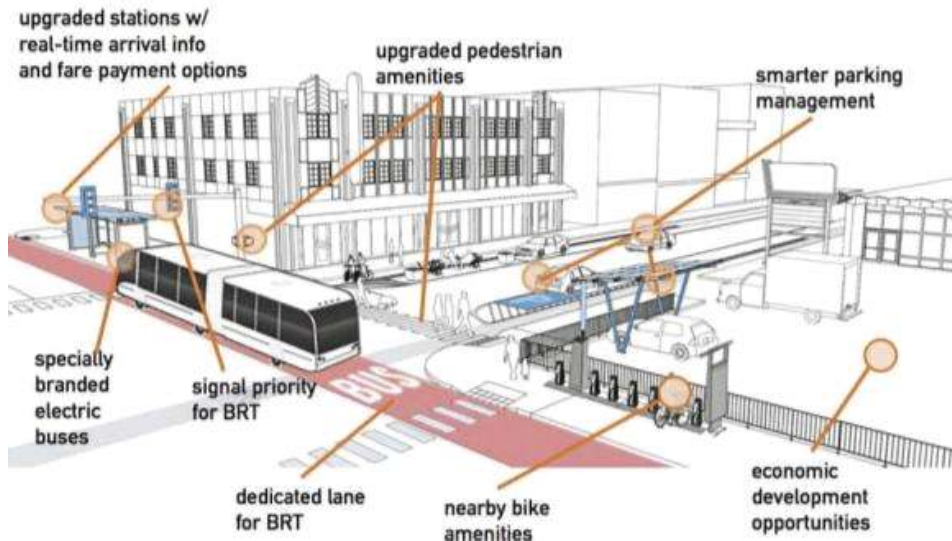 upgraded stations w/
real-time arrival info
and fare payment options
upgraded pedestrian
amenities
smarter parking
management
specially
branded
electric
buses
signal priority
for BRT
BUS
dedicated lane
for BRT
nearby bike
amenities
economic
development
opportunities